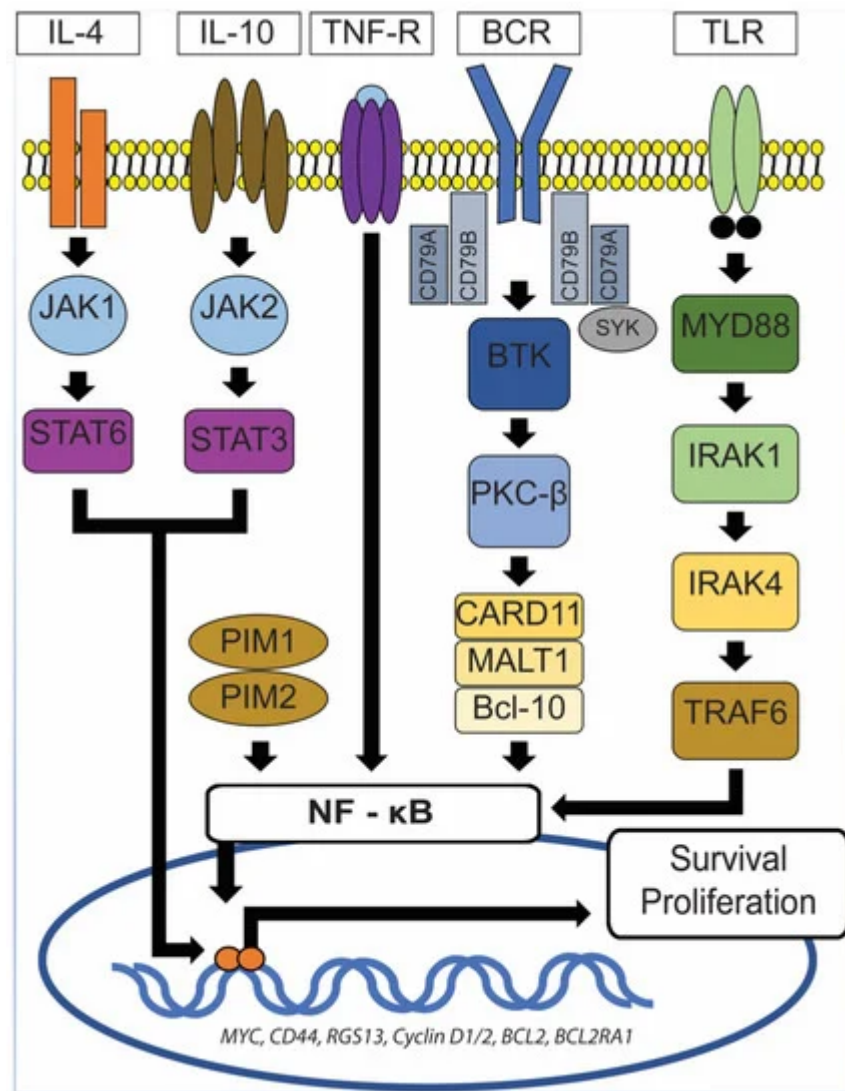 IL-4
IL-10
TNF-R
BCR
TLR
CD79A
CD79B
CD79B
CD79A
JAK1
JAK2
SYK
MYD88
BTK
STAT6
STAT3
IRAK1
PKC-β
IRAK4
CARD11
PIM1
MALT1
PIM2
Bcl-10
TRAF6
NF - κB
Survival
Proliferation
MYC, CD44, RGS13, Cyclin D1/2, BCL2, BCL2RA1